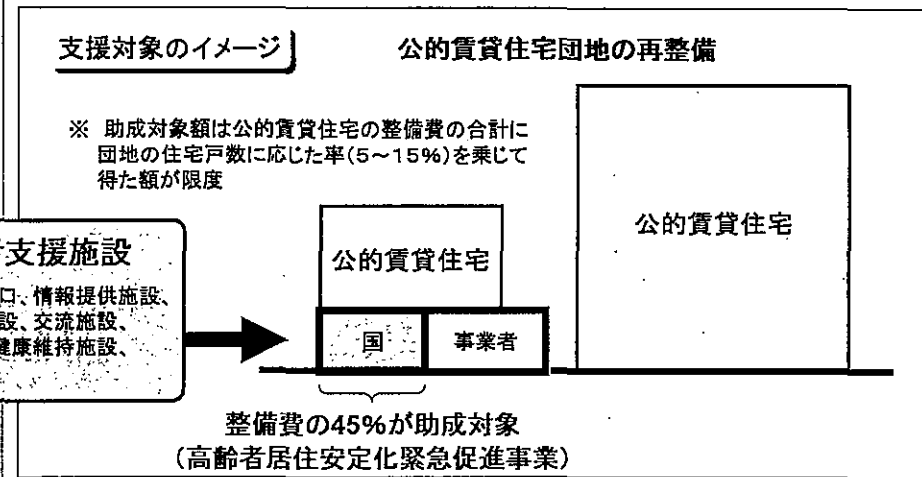 支援対象のイメージ
公的賃貸住宅団地の再整備
※ 助成対象額は公的賃貸住宅の整備費の合計に
団地の住宅戸数に応じた率(5～15%)を乗じて
得た額が限度
支援施設
口、情報提供施設、
設、交流施設、
健康維持施設、
公的賃貸住宅
公的賃貸住宅
国
事業者
整備費の45%が助成対象
(高齢者居住安定化緊急促進事業)